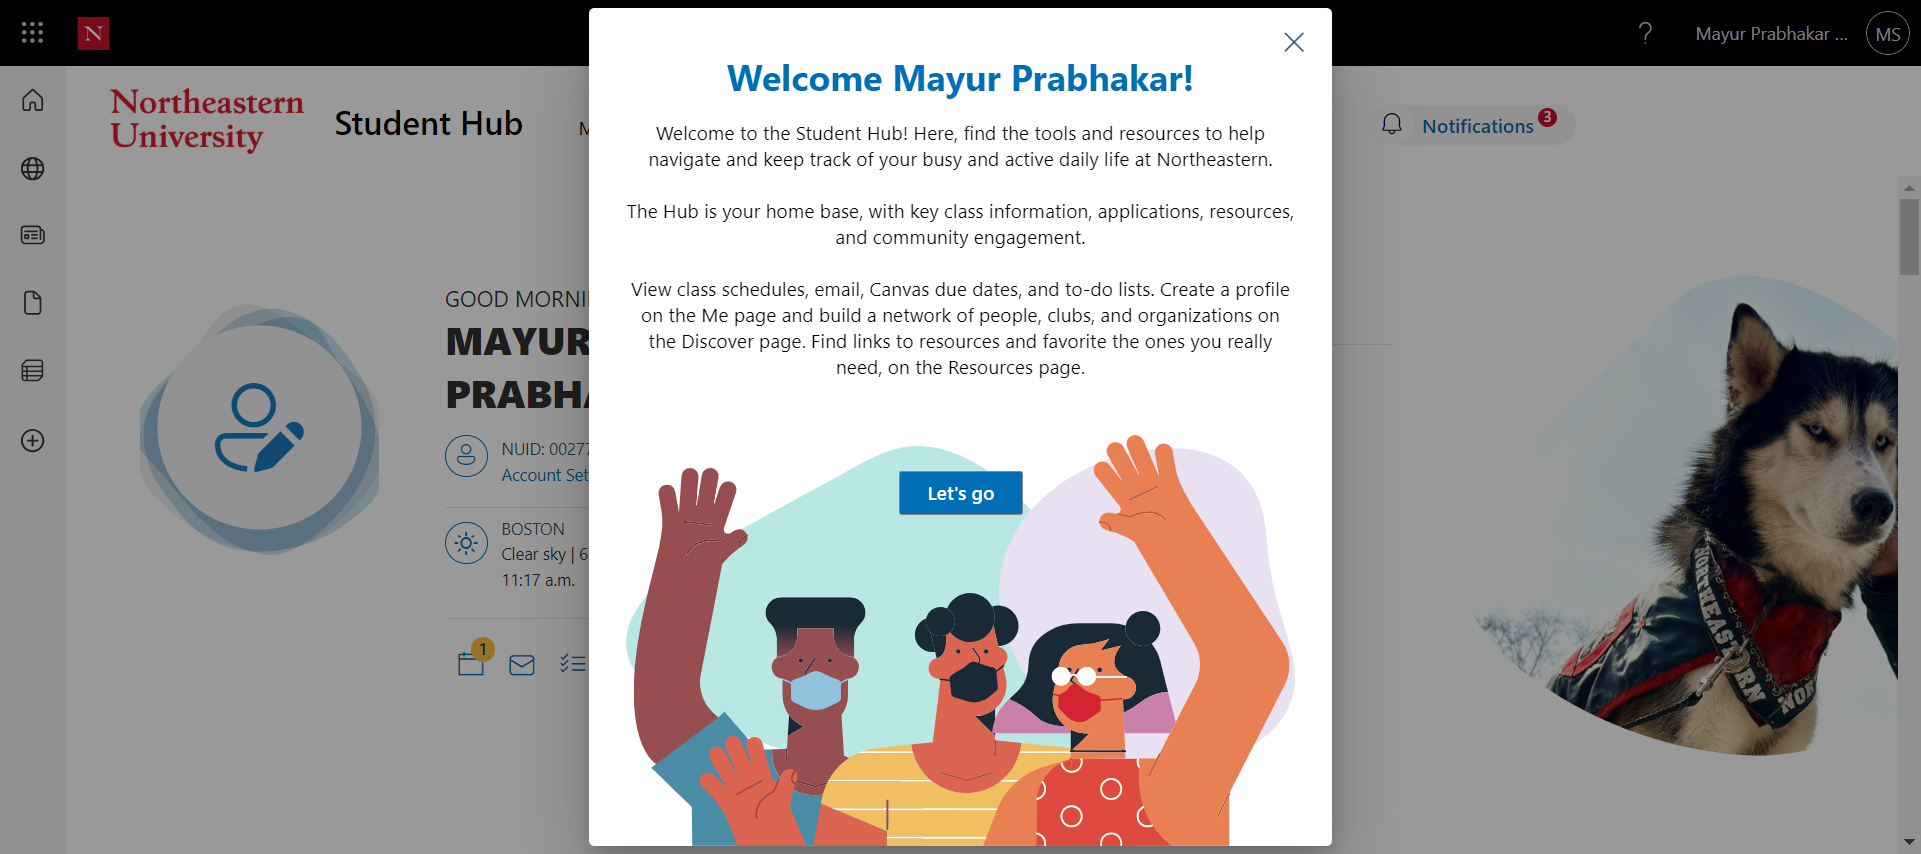 N
Mayur Prabhakar ...
MS
Northeastern
University
Student Hub
M
Notifications
3
Welcome Mayur Prabhakar!
Welcome to the Student Hub! Here, find the tools and resources to help
navigate and keep track of your busy and active daily life at Northeastern.
The Hub is your home base, with key class information, applications, resources,
and community engagement.
View class schedules, email, Canvas due dates, and to-do lists. Create a profile
on the Me page and build a network of people, clubs, and organizations on
the Discover page. Find links to resources and favorite the ones you really
need, on the Resources page.
Let's go
GOOD MORNI
MAYUR
PRABHA
NUID: 00277
Account Set
BOSTON
Clear sky | 6
11:17 a.m.
1
NORTHEASTERN
NOR